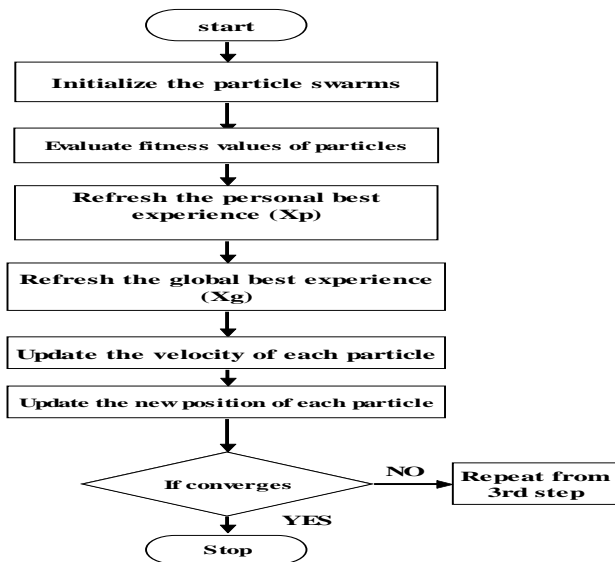 start
Initialize the particle swarms
Evaluate fitness values of particles
Refresh the personal best
experience (Xp)
Refresh the global best experience
(Xg)
Update the velocity of each particle
Update the new position of each particle
If converges
NO
Repeat from
3rd step
YES
Stop